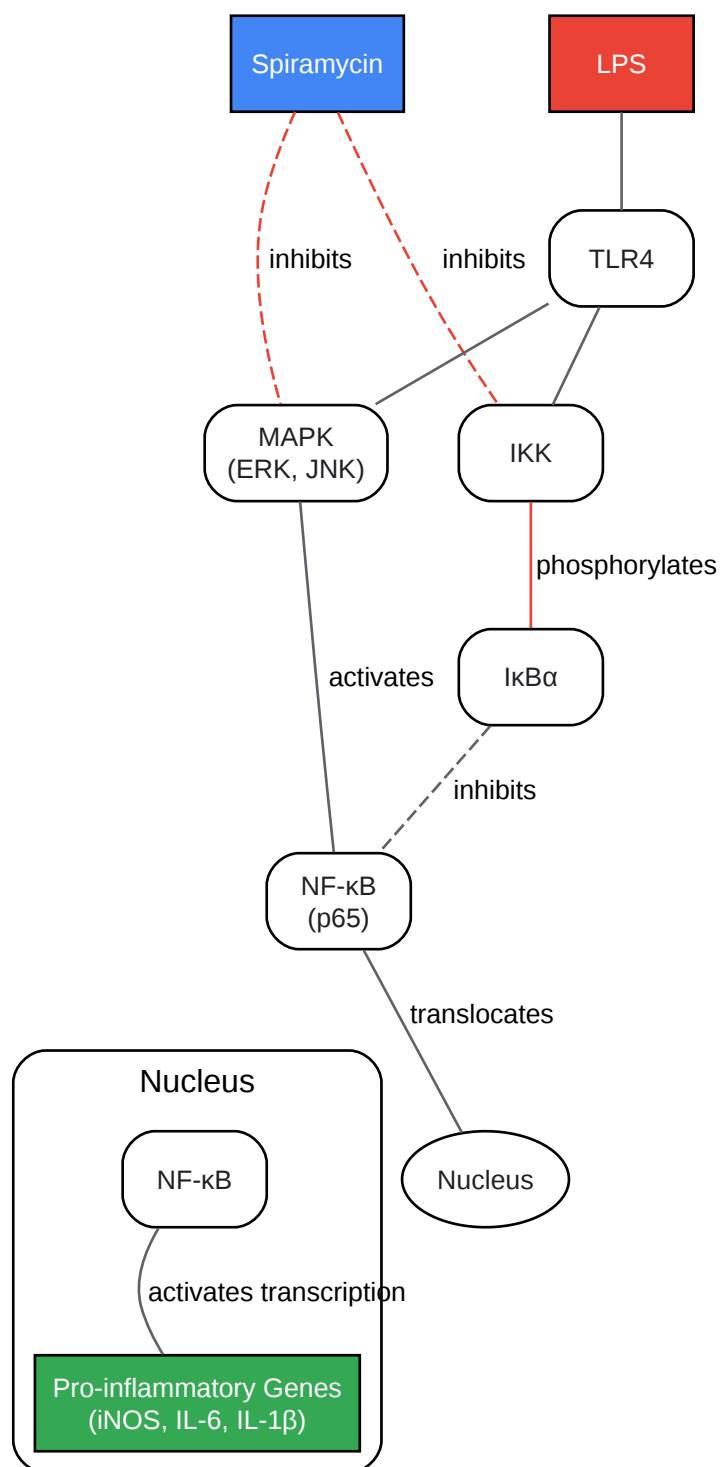 Spiramycin
LPS
inhibits
inhibits
TLR4
MAPK
(ERK, JNK)
IKK
phosphorylates
activates
IκBα
inhibits
NF-κB
(p65)
translocates
Nucleus
NF-κB
Nucleus
activates transcription
Pro-inflammatory Genes
(iNOS, IL-6, IL-1β)